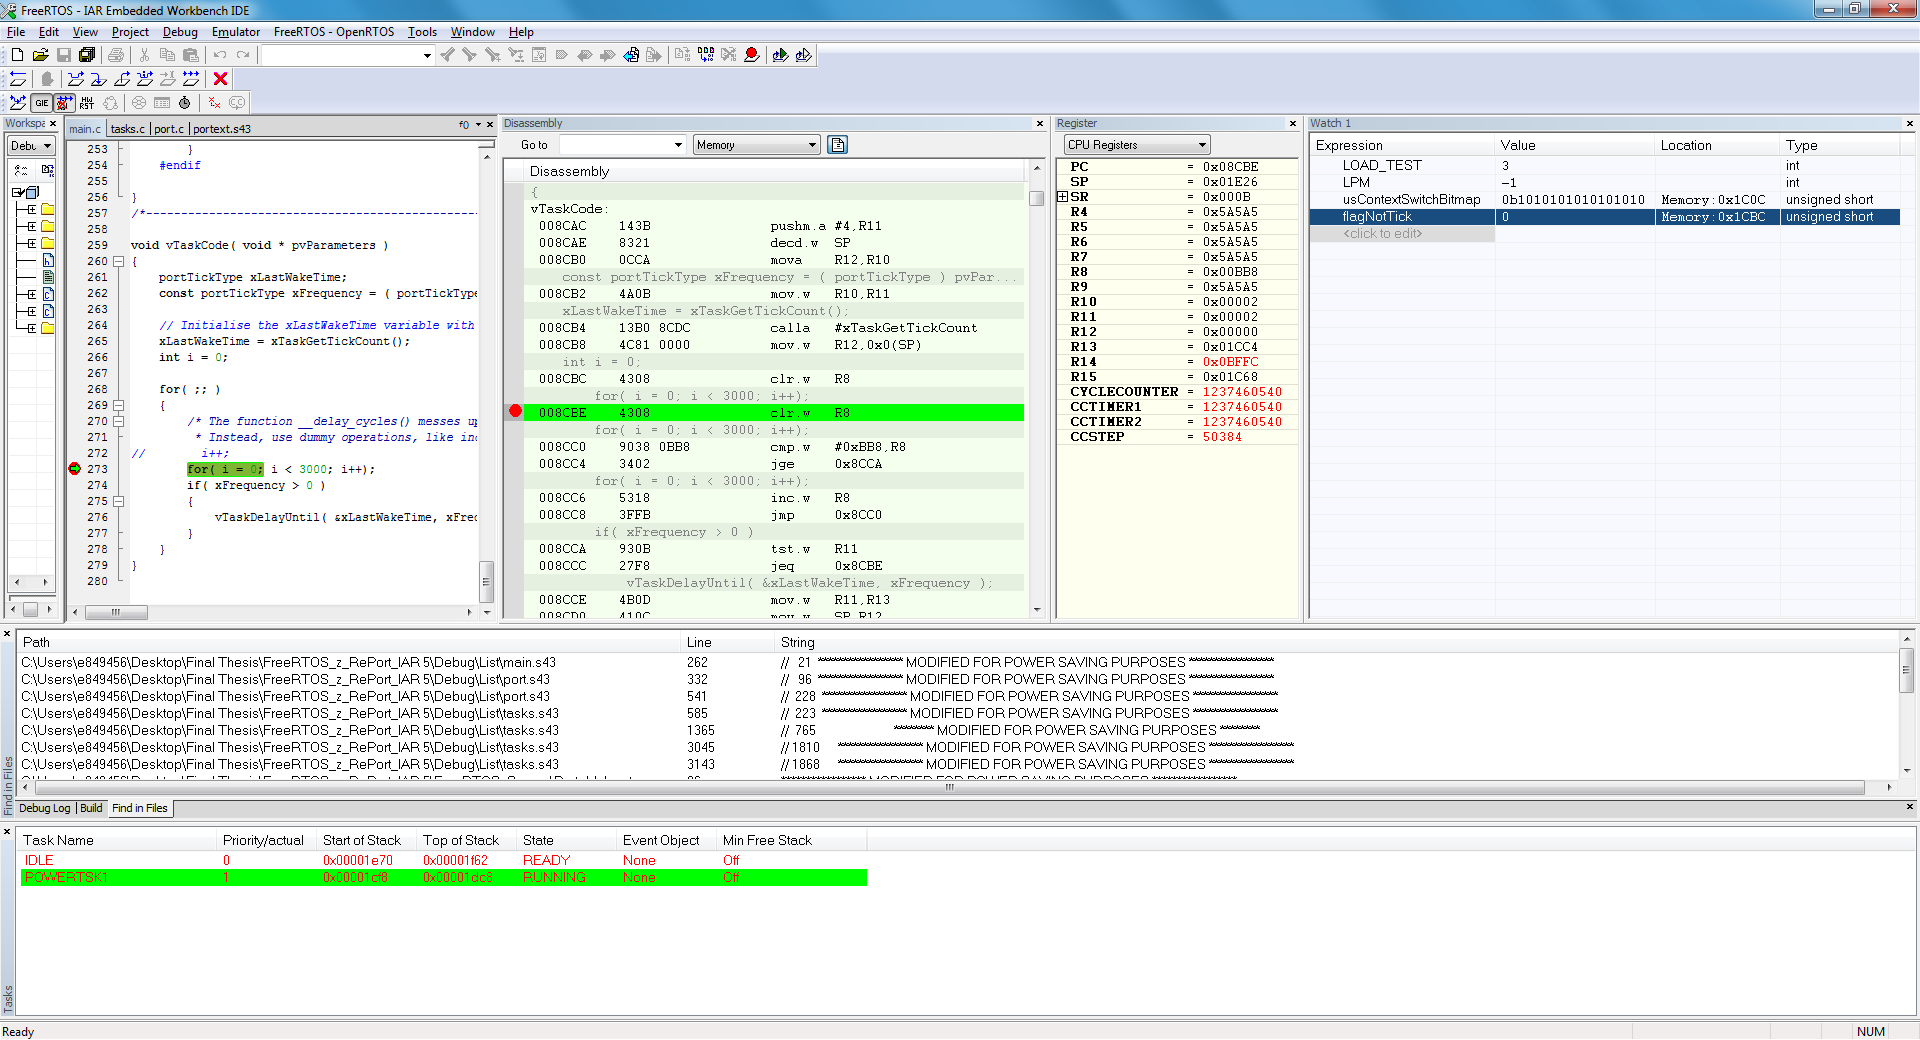 FreeRTOS - IAR Embedded Workbench IDE
File Edit View Project Debug Emulator FreeRTOS - OpenRTOS Tools Window Help
GIE
HW RST
Workspa
Debu
main.c tasks.c port.c portext.s43 f0
253 }
254 #endif
255
256 }
257 /*-----------------------------------------------
258
259 void vTaskCode( void * pvParameters )
260 {
261 portTickType xLastWakeTime;
262 const portTickType xFrequency = ( portTickType
263
264 // Initialise the xLastWakeTime variable with
265 xLastWakeTime = xTaskGetTickCount();
266 int i = 0;
267
268 for( ;; )
269 {
270 /* The function __delay_cycles() messes up
271 * Instead, use dummy operations, like inc
272 // i++;
273 for( i = 0; i < 3000; i++);
274 if( xFrequency > 0 )
275 {
276 vTaskDelayUntil( &xLastWakeTime, xFrec
277 }
278 }
279 }
280
Disassembly
Go to Memory
Disassembly
{
vTaskCode:
008CAC 143B pushm.a #4,R11
008CAE 8321 decd.w SP
008CB0 0CCA mova R12,R10
const portTickType xFrequency = ( portTickType ) pvPar...
008CB2 4A0B mov.w R10,R11
xLastWakeTime = xTaskGetTickCount();
008CB4 13B0 8CDC calla #xTaskGetTickCount
008CB8 4C81 0000 mov.w R12,0x0(SP)
int i = 0;
008CBC 4308 clr.w R8
for( i = 0; i < 3000; i++);
008CBE 4308 clr.w R8
for( i = 0; i < 3000; i++);
008CC0 9038 0BB8 cmp.w #0xBB8,R8
008CC4 3402 jge 0x8CCA
for( i = 0; i < 3000; i++);
008CC6 5318 inc.w R8
008CC8 3FFB jmp 0x8CC0
if( xFrequency > 0 )
008CCA 930B tst.w R11
008CCC 27F8 jeq 0x8CBE
vTaskDelayUntil( &xLastWakeTime, xFrequency );
008CCE 4B0D mov.w R11,R13
008CD0 410C mov.w SP,R12
Register
CPU Registers
PC = 0x08CBE
SP = 0x01E26
SR = 0x000B
R4 = 0x5A5A5
R5 = 0x5A5A5
R6 = 0x5A5A5
R7 = 0x5A5A5
R8 = 0x00BB8
R9 = 0x5A5A5
R10 = 0x00002
R11 = 0x00002
R12 = 0x00000
R13 = 0x01CC4
R14 = 0x0BFFC
R15 = 0x01C68
CYCLECOUNTER = 1237460540
CCTIMER1 = 1237460540
CCTIMER2 = 1237460540
CCSTEP = 50384
Watch 1
Expression Value Location Type
LOAD_TEST 3 int
LPM -1 int
usContextSwitchBitmap 0b1010101010101010 Memory:0x1C0C unsigned short
flagNotTick 0 Memory:0x1CBC unsigned short
<click to edit>
Path Line String
C:\Users\e849456\Desktop\Final Thesis\FreeRTOS_z_RePort_IAR 5\Debug\List\main.s43 262 // 21 ******************** MODIFIED FOR POWER SAVING PURPOSES ********************
C:\Users\e849456\Desktop\Final Thesis\FreeRTOS_z_RePort_IAR 5\Debug\List\port.s43 332 // 96 ******************** MODIFIED FOR POWER SAVING PURPOSES ********************
C:\Users\e849456\Desktop\Final Thesis\FreeRTOS_z_RePort_IAR 5\Debug\List\port.s43 541 // 228 ******************** MODIFIED FOR POWER SAVING PURPOSES ********************
C:\Users\e849456\Desktop\Final Thesis\FreeRTOS_z_RePort_IAR 5\Debug\List\tasks.s43 585 // 223 ******************** MODIFIED FOR POWER SAVING PURPOSES ********************
C:\Users\e849456\Desktop\Final Thesis\FreeRTOS_z_RePort_IAR 5\Debug\List\tasks.s43 1365 // 765 ********** MODIFIED FOR POWER SAVING PURPOSES **********
C:\Users\e849456\Desktop\Final Thesis\FreeRTOS_z_RePort_IAR 5\Debug\List\tasks.s43 3045 // 1810 ******************** MODIFIED FOR POWER SAVING PURPOSES ********************
C:\Users\e849456\Desktop\Final Thesis\FreeRTOS_z_RePort_IAR 5\Debug\List\tasks.s43 3143 // 1868 ******************** MODIFIED FOR POWER SAVING PURPOSES ********************
Find in Files
Debug Log Build Find in Files
Task Name Priority/actual Start of Stack Top of Stack State Event Object Min Free Stack
IDLE 0 0x00001e70 0x00001f62 READY None Off
POWERTSK1 1 0x00001cf8 0x00001dc8 RUNNING None Off
Tasks
Ready NUM